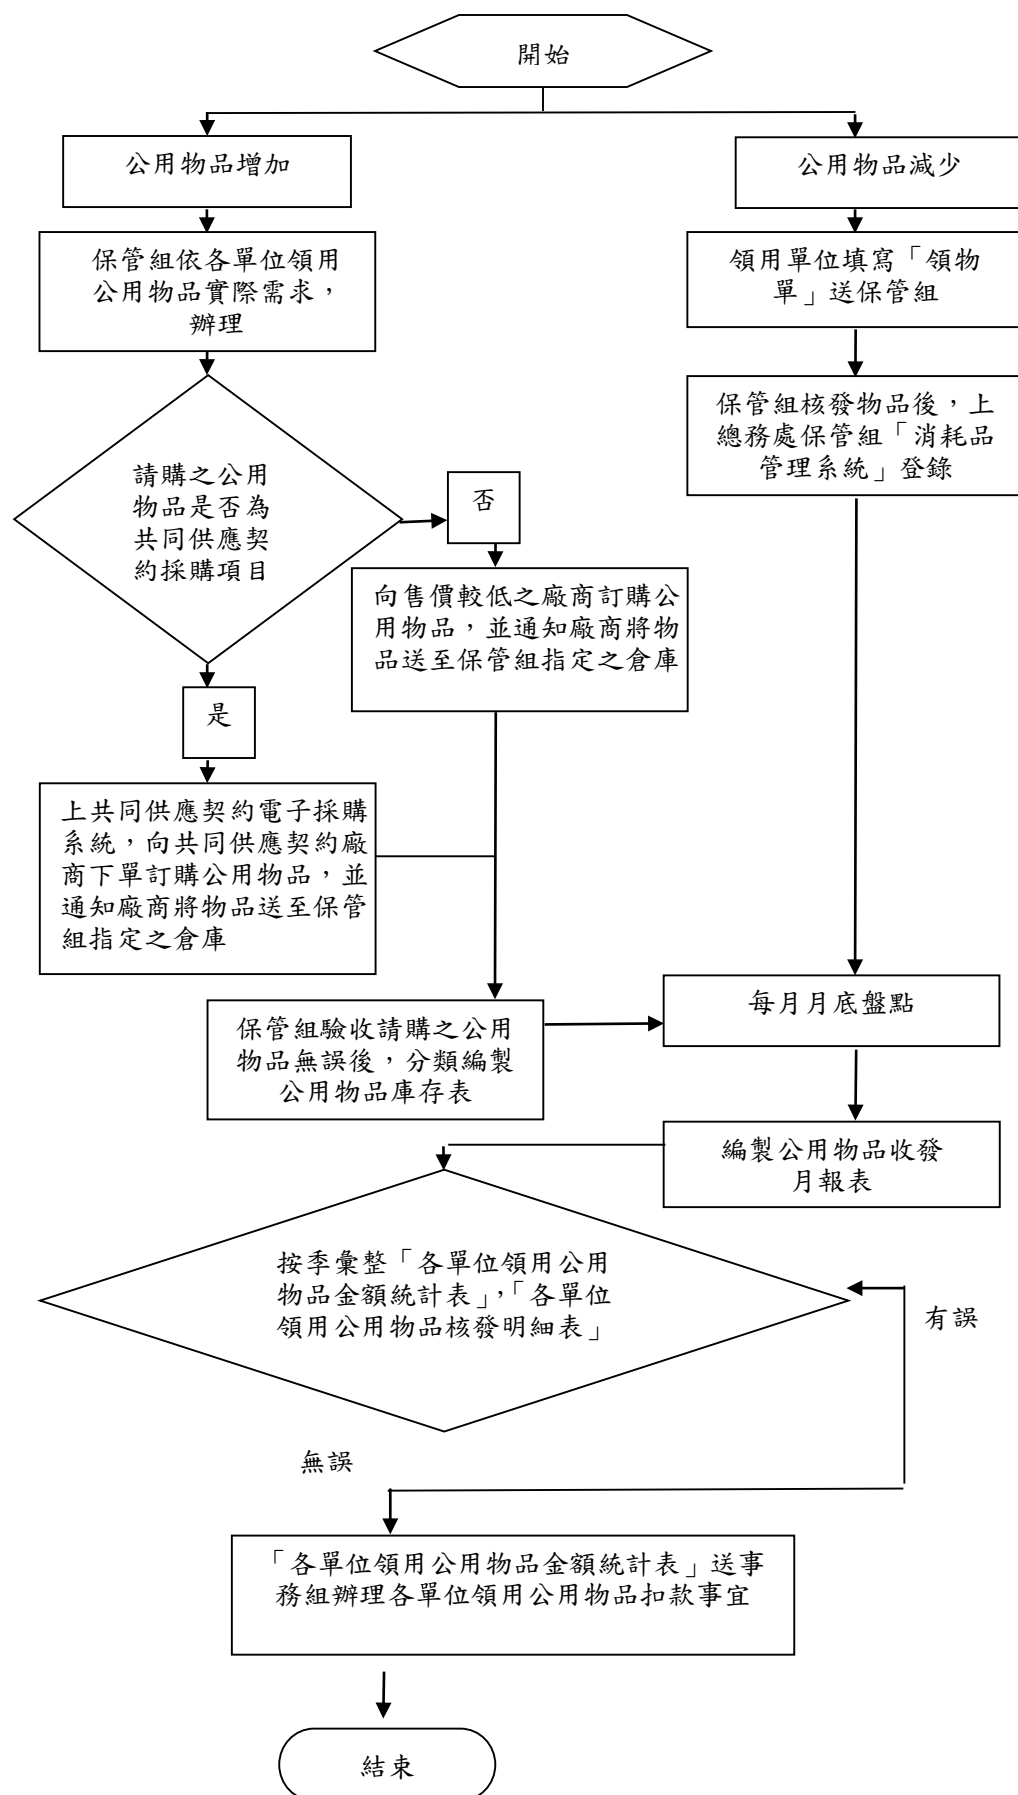 開始
公用物品增加
公用物品減少
保管組依各單位領用
公用物品實際需求，
辦理
領用單位填寫「領物
單」送保管組
保管組核發物品後，上
總務處保管組「消耗品
管理系統」登錄
請購之公用
物品是否為
共同供應契
約採購項目
否
向售價較低之廠商訂購公
用物品，並通知廠商將物
品送至保管組指定之倉庫
是
上共同供應契約電子採購
系統，向共同供應契約廠
商下單訂購公用物品，並
通知廠商將物品送至保管
組指定之倉庫
每月月底盤點
保管組驗收請購之公用
物品無誤後，分類編製
公用物品庫存表
編製公用物品收發
月報表
按季彙整「各單位領用公用
物品金額統計表」，「各單位
領用公用物品核發明細表」
有誤
無誤
「各單位領用公用物品金額統計表」送事
務組辦理各單位領用公用物品扣款事宜
結束